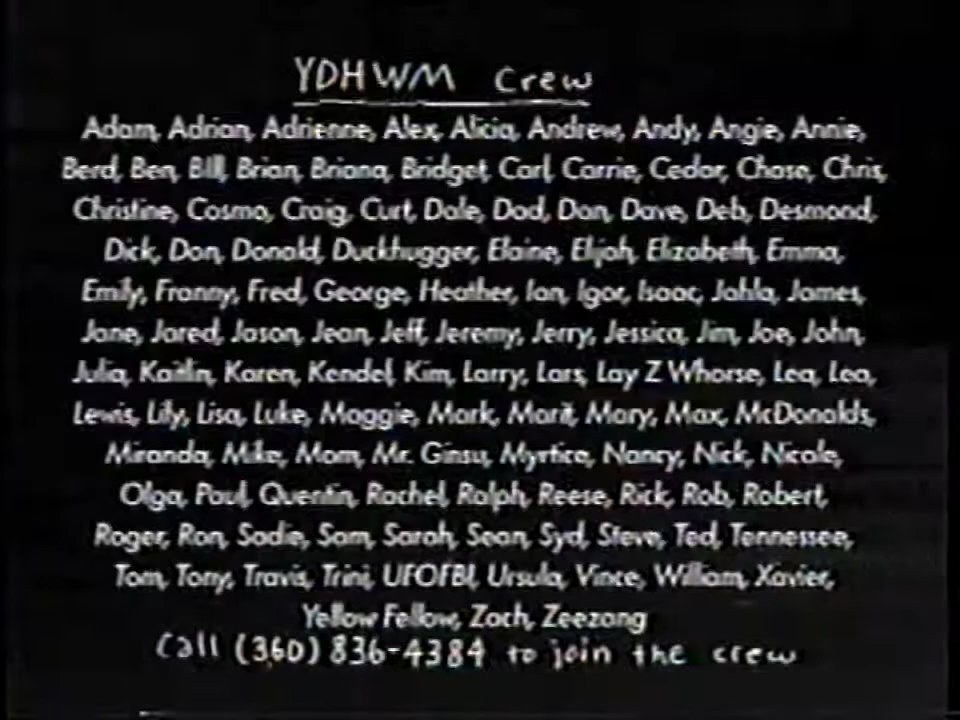 YDHWM Crew
Adam, Adrian, Adrienne, Alex, Alicia, Andrew, Andy, Angie, Annie,
Berd, Ben, Bill, Brian, Briana, Bridget, Carl, Carrie, Cedar, Chase, Chris,
Christine, Cosmo, Craig, Curt, Dale, Dad, Dan, Dave, Deb, Desmond,
Dick, Don, Donald, Duckhugger, Elaine, Elijah, Elizabeth, Emma,
Emily, Franny, Fred, George, Heather, Ian, Igor, Isaac, Jahla, James,
Jane, Jared, Jason, Jean, Jeff, Jeremy, Jerry, Jessica, Jim, Joe, John,
Julia, Kaitlin, Karen, Kendel, Kim, Larry, Lars, Lay Z Whorse, Lea, Leo,
Lewis, Lily, Lisa, Luke, Maggie, Mark, Marit, Mary, Max, McDonalds,
Miranda, Mike, Mom, Mr. Ginsu, Myrtice, Nancy, Nick, Nicole,
Olga, Paul, Quentin, Rachel, Ralph, Reese, Rick, Rob, Robert,
Roger, Ron, Sadie, Sam, Sarah, Sean, Syd, Steve, Ted, Tennessee,
Tom, Tony, Travis, Trini, UFOFBI, Ursula, Vince, William, Xavier,
Yellow Fellow, Zach, Zeezang
Call (360) 836-4384 to join the crew